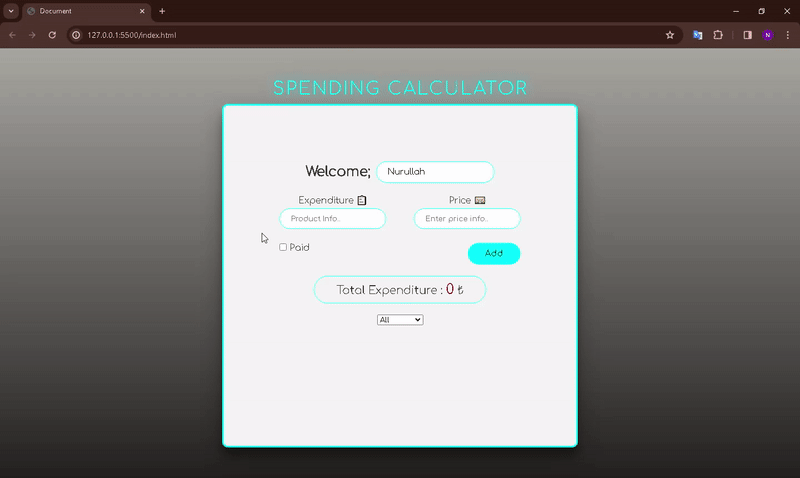 Document
127.0.0.1:5500/index.html
N
SPENDING CALCULATOR
Welcome; Nurullah
Expenditure Price
Product Info.. Enter price info..
Paid Add
Total Expenditure : 0 ₺
All